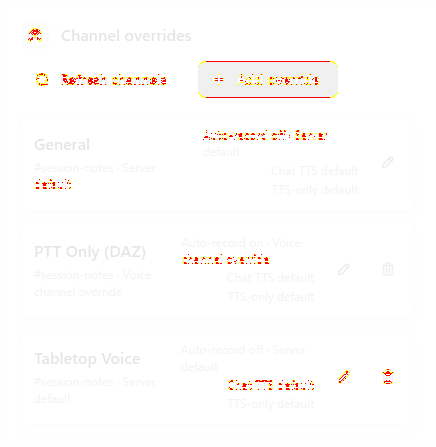 Channel overrides
Refresh channels
Add override
General
#session-notes · Server default
Auto-record off · Server default
Chat TTS default
TTS-only default
PTT Only (DAZ)
#session-notes · Voice channel override
Auto-record on · Voice channel override
Chat TTS default
TTS-only default
Tabletop Voice
#session-notes · Server default
Auto-record off · Server default
Chat TTS default
TTS-only default